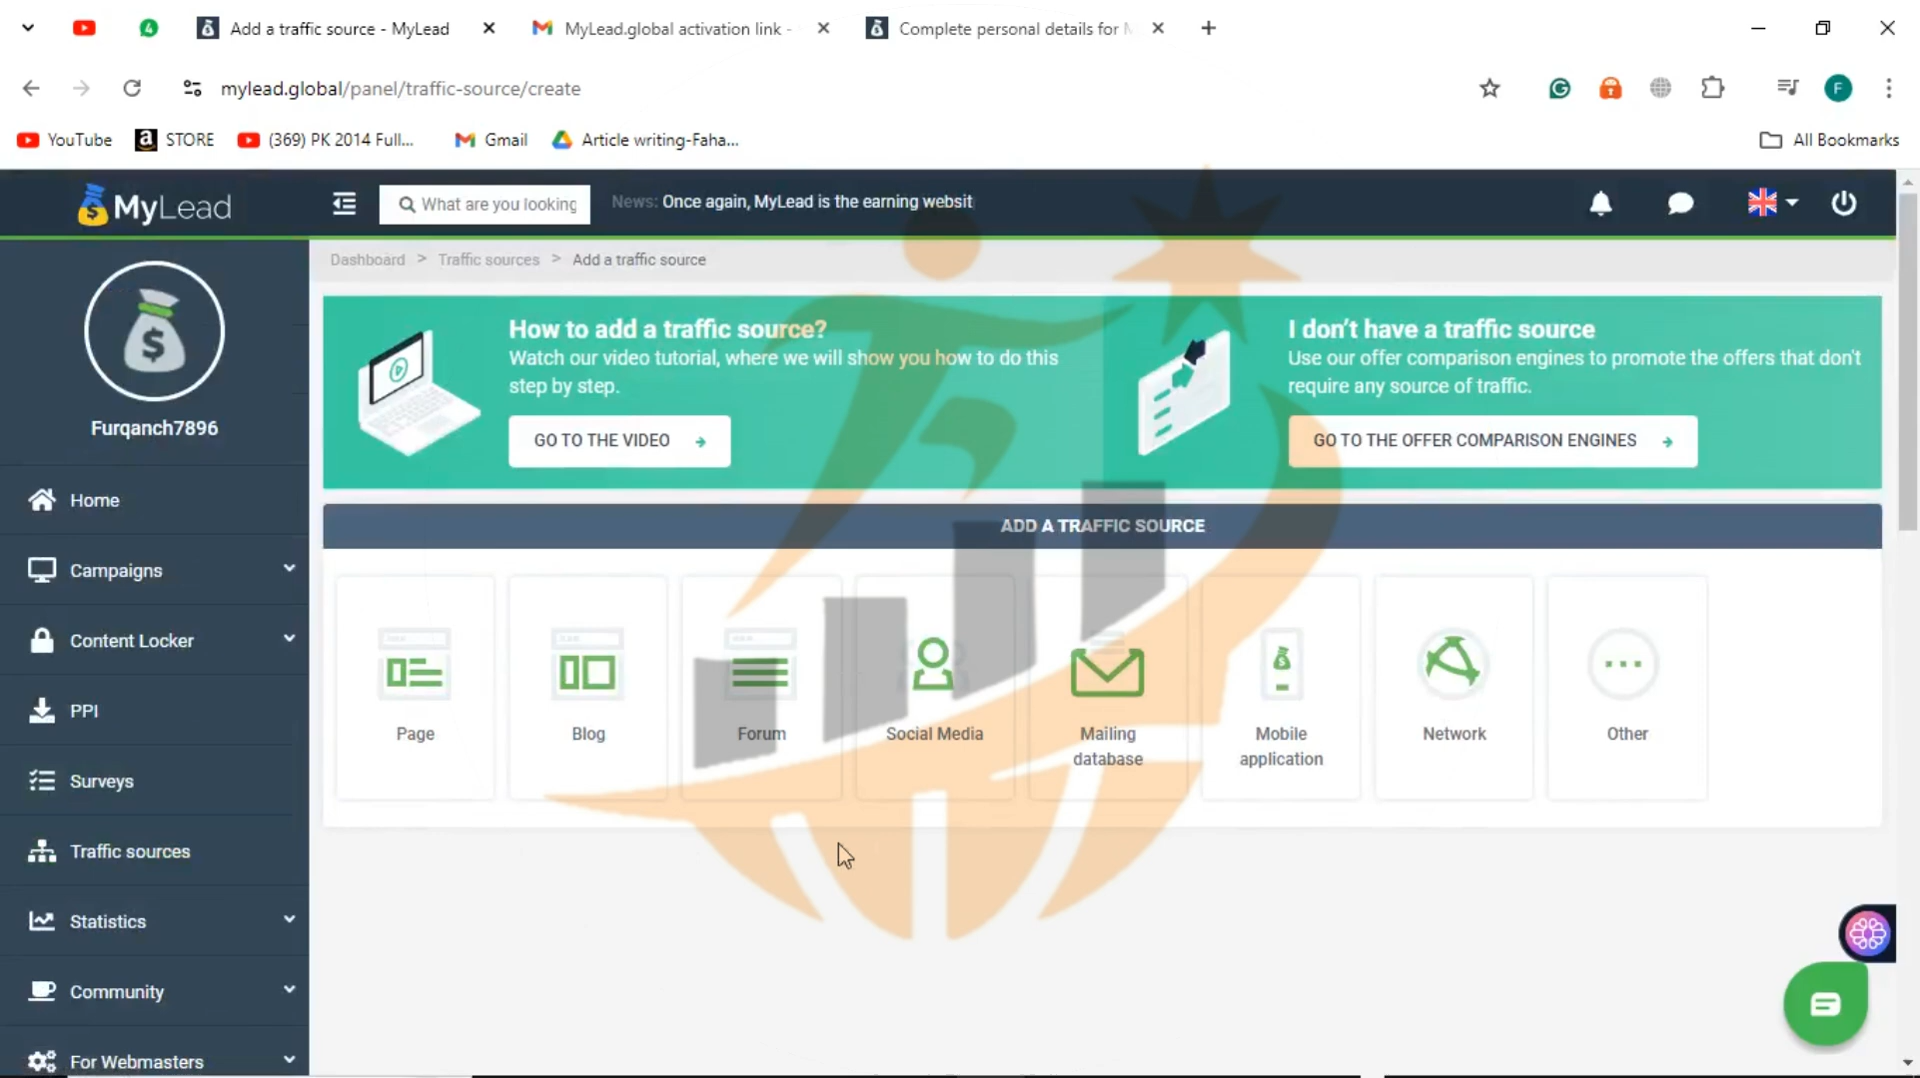 Add a traffic source - MyLead
MyLead.global activation link -
Complete personal details for M
mylead.global/panel/traffic-source/create
YouTube
STORE
(369) PK 2014 Full...
Gmail
Article writing-Faha...
All Bookmarks
MyLead
What are you looking
News: Once again, MyLead is the earning websit
Furqanch7896
Home
Campaigns
Content Locker
PPI
Surveys
Traffic sources
Statistics
Community
For Webmasters
Dashboard > Traffic sources > Add a traffic source
How to add a traffic source?
Watch our video tutorial, where we will show you how to do this
step by step.
GO TO THE VIDEO
I don't have a traffic source
Use our offer comparison engines to promote the offers that don't
require any source of traffic.
GO TO THE OFFER COMPARISON ENGINES
ADD A TRAFFIC SOURCE
Page
Blog
Forum
Social Media
Mailing
database
Mobile
application
Network
Other